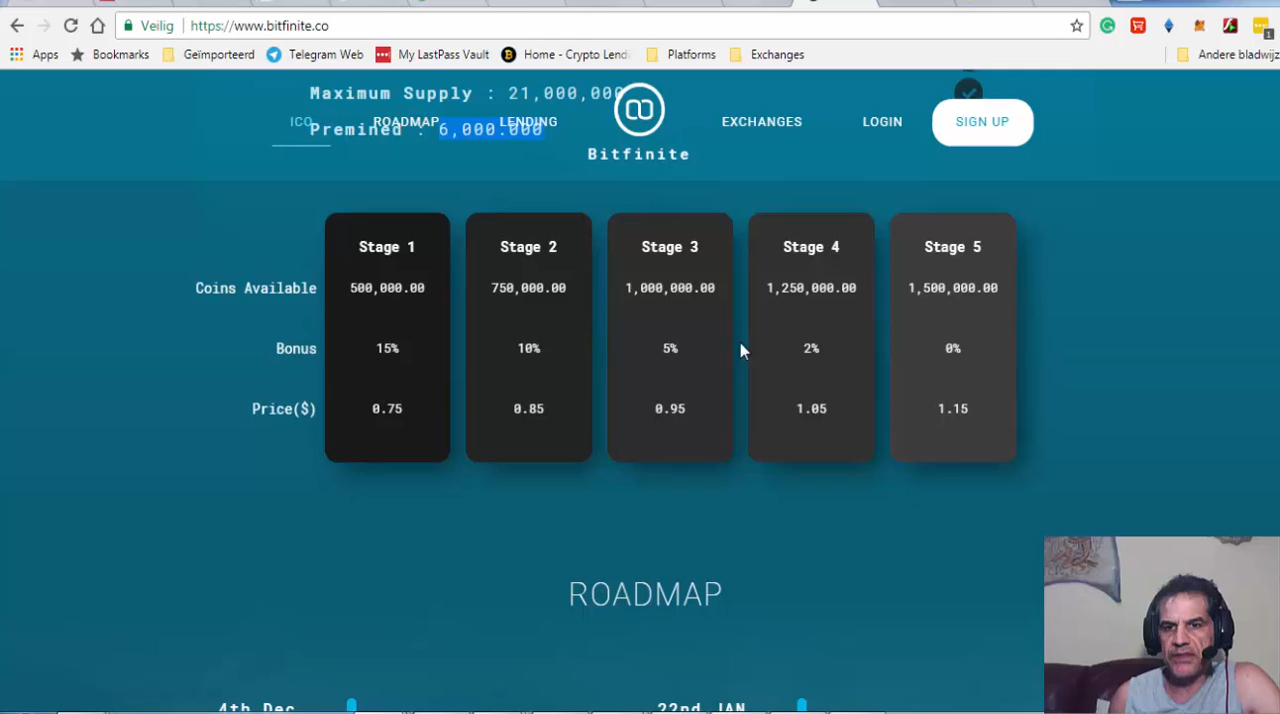 Veilig https://www.bitfinite.co
Apps Bookmarks Geïmporteerd Telegram Web My LastPass Vault Home - Crypto Lendi Platforms Exchanges Andere bladwijz
1
Maximum Supply : 21,000,000
Premined : 6,000.000
ICO ROADMAP LENDING EXCHANGES LOGIN SIGN UP
Bitfinite
Stage 1 Stage 2 Stage 3 Stage 4 Stage 5
Coins Available 500,000.00 750,000.00 1,000,000.00 1,250,000.00 1,500,000.00
Bonus 15% 10% 5% 2% 0%
Price($) 0.75 0.85 0.95 1.05 1.15
ROADMAP
4th Dec 22nd JAN